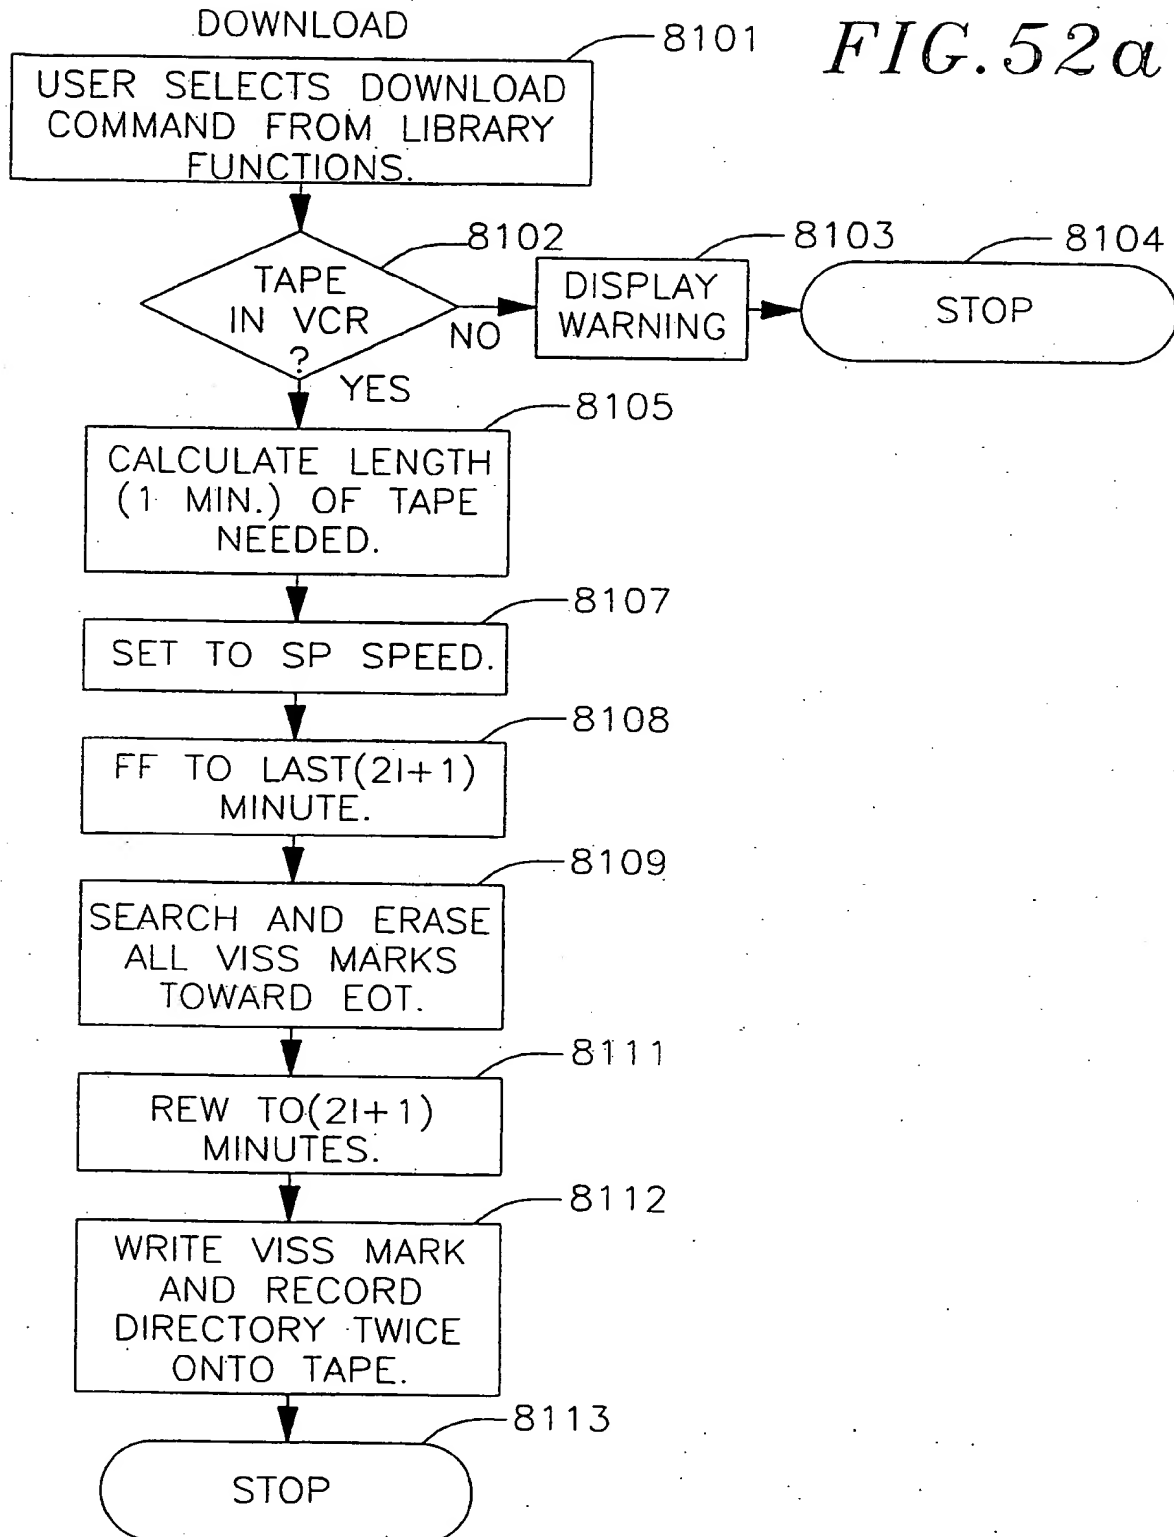 DOWNLOAD
8101
FIG.52a
USER SELECTS DOWNLOAD
COMMAND FROM LIBRARY
FUNCTIONS.
8102
TAPE
IN VCR
?
NO
YES
8103
DISPLAY
WARNING
8104
STOP
8105
CALCULATE LENGTH
(1 MIN.) OF TAPE
NEEDED.
8107
SET TO SP SPEED.
8108
FF TO LAST(2I+1)
MINUTE.
8109
SEARCH AND ERASE
ALL VISS MARKS
TOWARD EOT.
8111
REW TO(2I+1)
MINUTES.
8112
WRITE VISS MARK
AND RECORD
DIRECTORY TWICE
ONTO TAPE.
8113
STOP